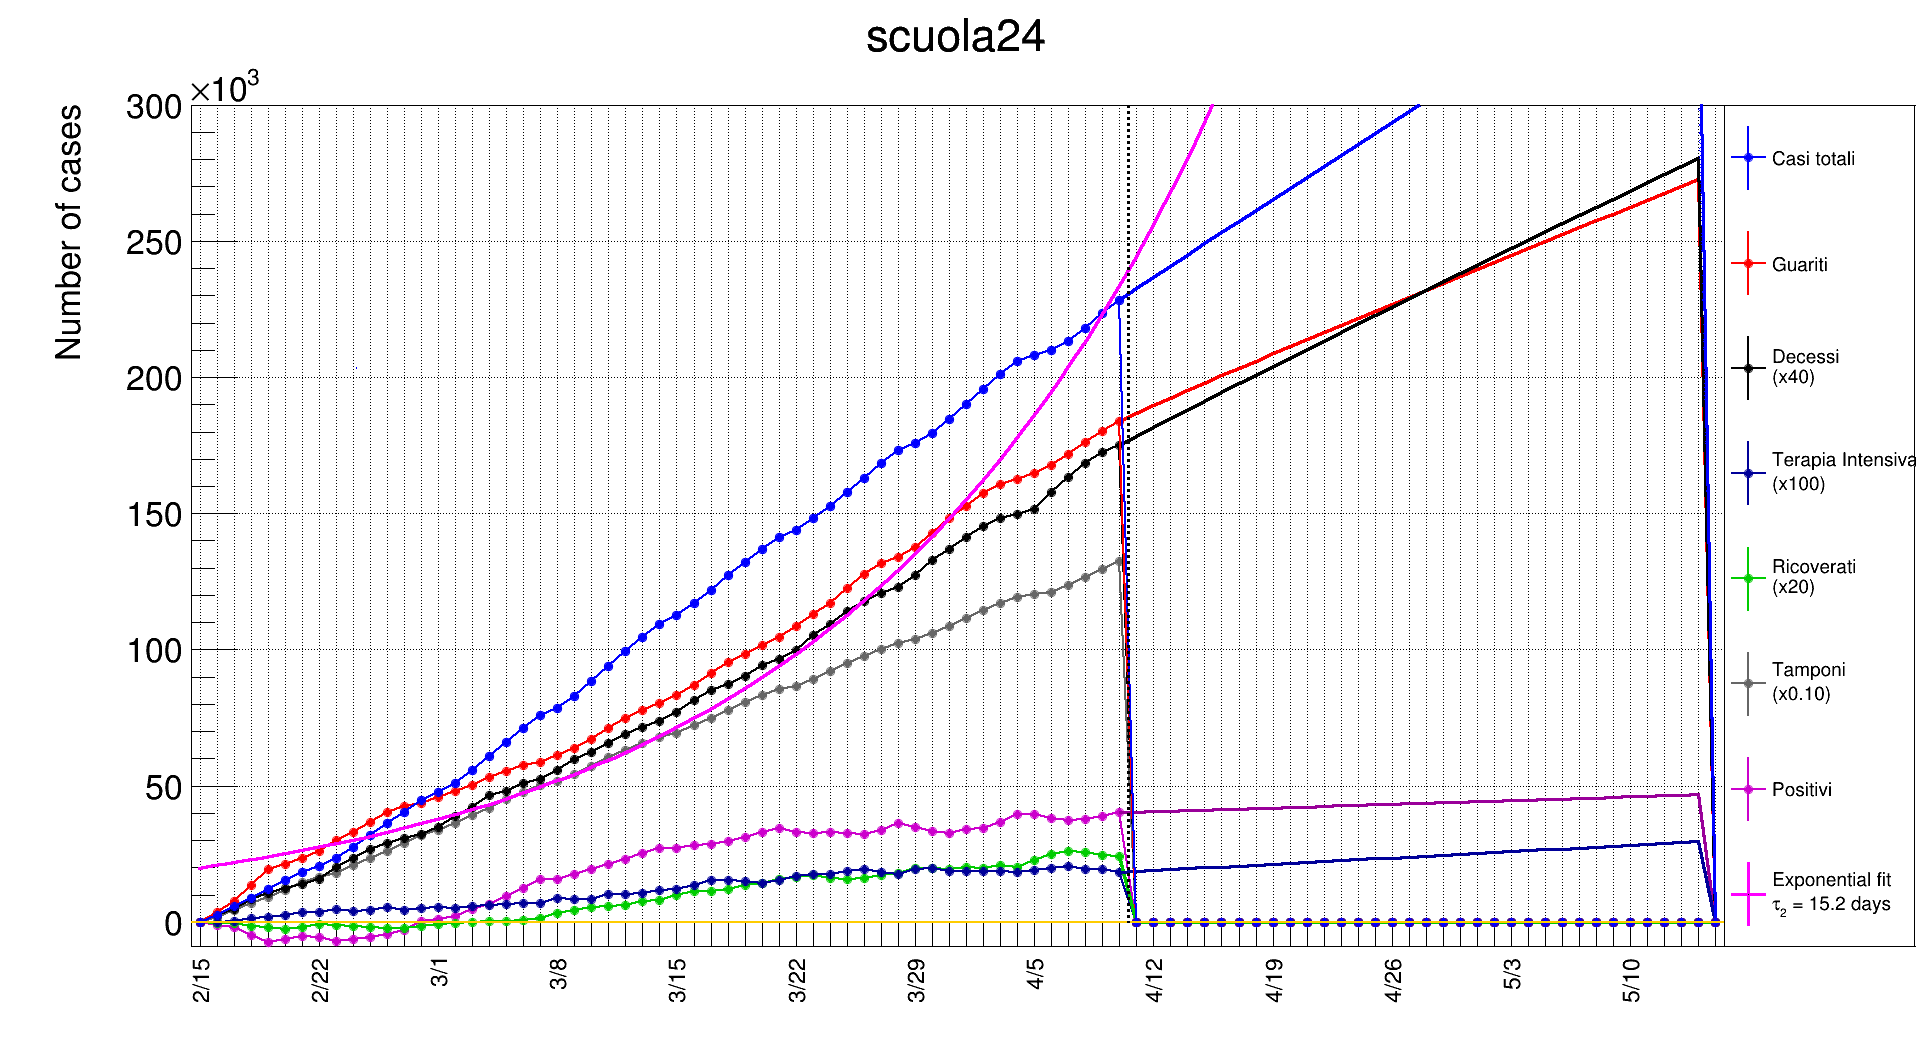 scuola24
×10³
Number of cases
300
250
200
150
100
50
0
2/15
2/22
3/1
3/8
3/15
3/22
3/29
4/5
4/12
4/19
4/26
5/3
5/10
Casi totali
Guariti
Decessi
(x40)
Terapia Intensiva
(x100)
Ricoverati
(x20)
Tamponi
(x0.10)
Positivi
Exponential fit
τ₂ = 15.2 days